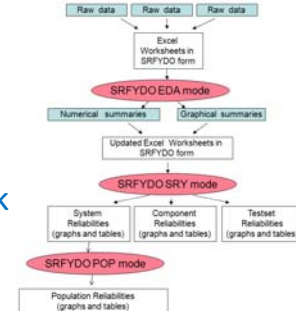 Raw data Raw data Raw data
Excel
Worksheets in
SRFYDO form
SRFYDO EDA mode
Numerical summaries Graphical summaries
Updated Excel Worksheets in
SRFYDO form
SRFYDO SRY mode
k
System Component Testset
Reliabilities Reliabilities Reliabilities
(graphs and tables) (graphs and tables) (graphs and tables)
SRFYDO POP mode
Population Reliabilities
(graphs and tables)